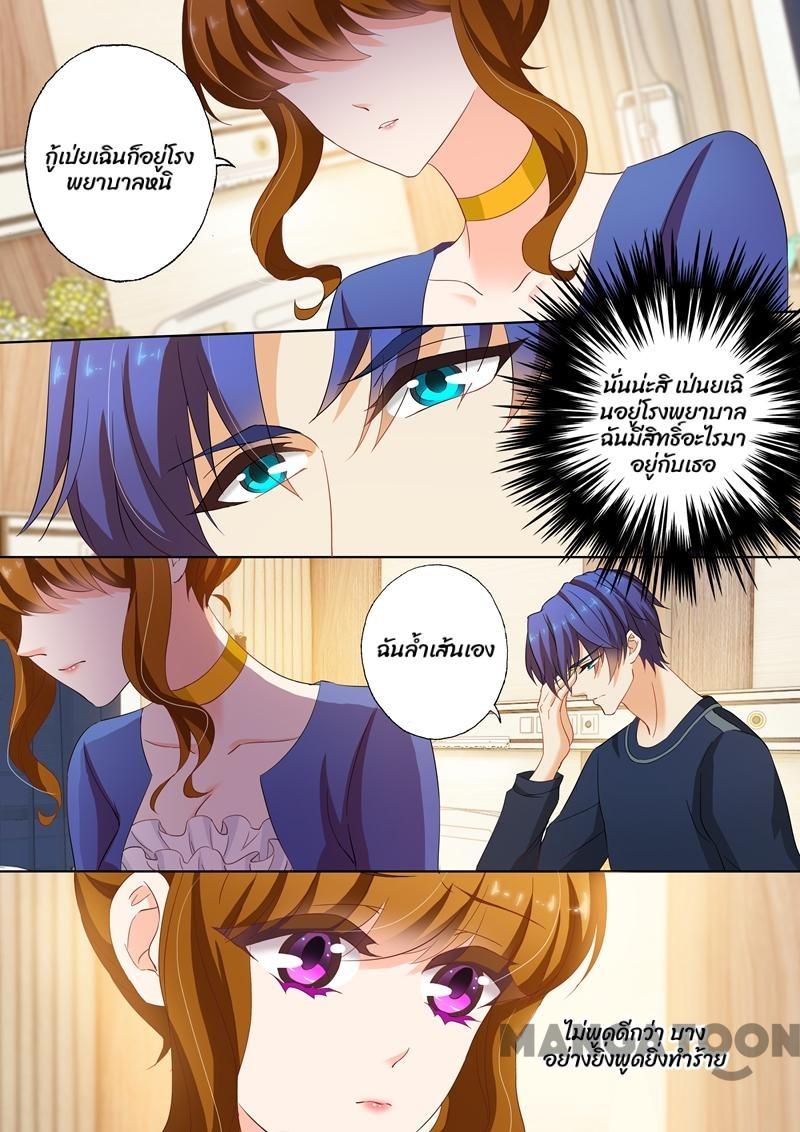 กู้เป่ยเฉินก็อยู่โรง
พยาบาลหนิ
นั่นน่ะสิ เป่นยเฉิ
นอยู่โรงพยาบาล
ฉันมีสิทธิ์อะไรมา
อยู่กับเธอ
ฉันล้ำเส้นเอง
ไม่พูดดีกว่า บาง
อย่างยิ่งพูดยิ่งทำร้าย
MANGA TOON